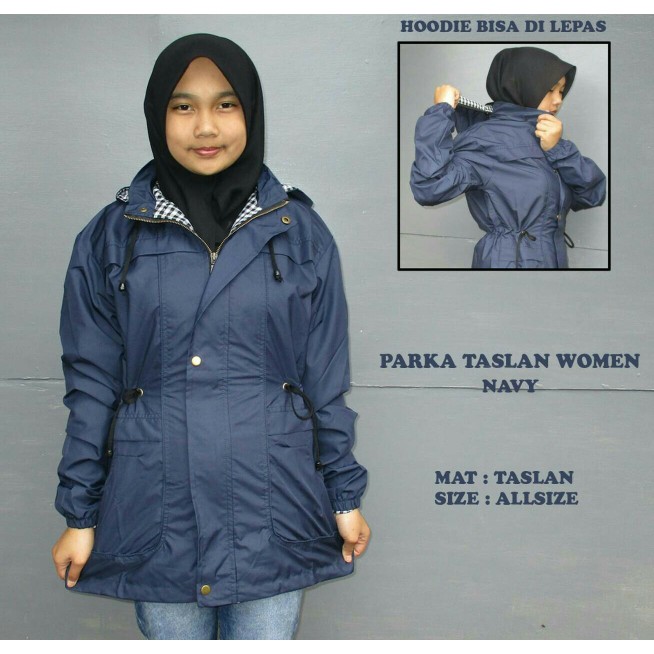 HOODIE BISA DI LEPAS
PARKA TASLAN WOMEN
NAVY
MAT : TASLAN
SIZE : ALLSIZE